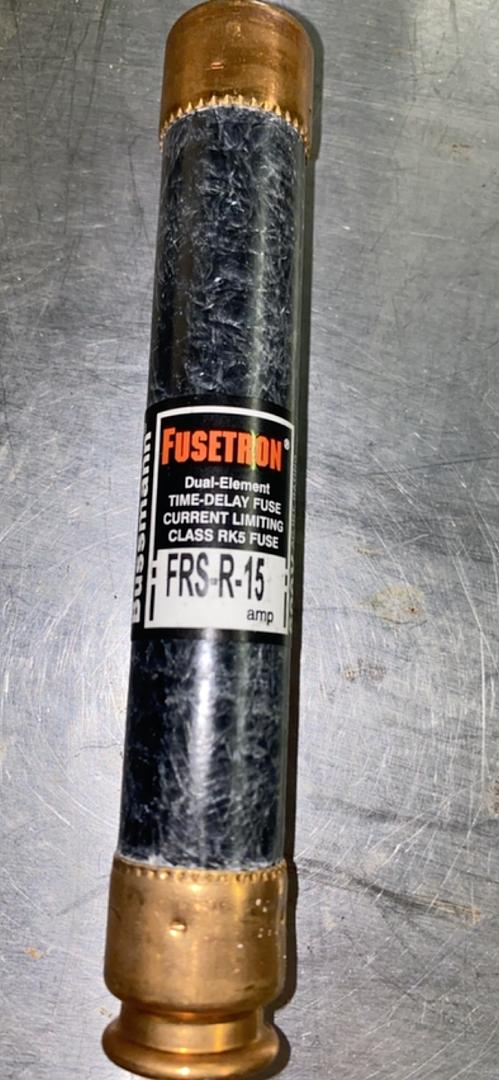 FUSETRON®
Dual-Element
TIME-DELAY FUSE
CURRENT LIMITING
CLASS RK5 FUSE
FRS-R-15
amp
Bussmann